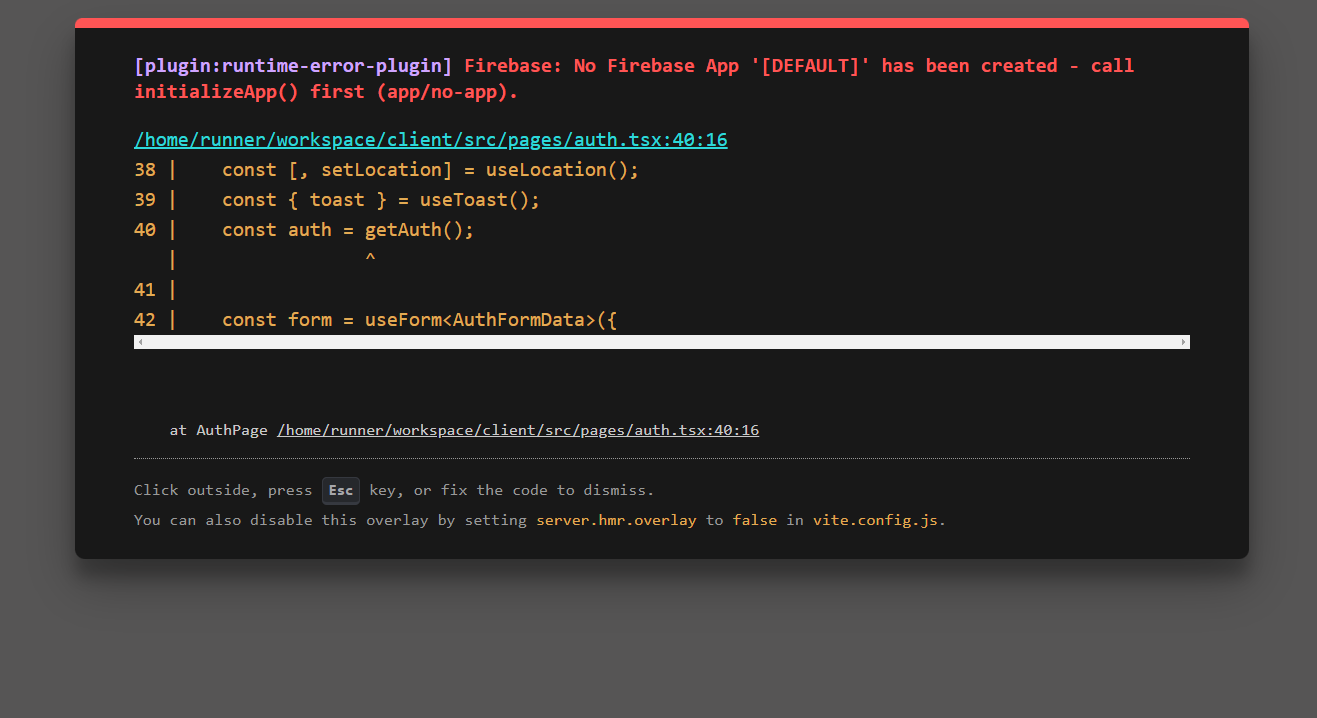 [plugin:runtime-error-plugin] Firebase: No Firebase App '[DEFAULT]' has been created - call
initializeApp() first (app/no-app).
/home/runner/workspace/client/src/pages/auth.tsx:40:16
38 |    const [, setLocation] = useLocation();
39 |    const { toast } = useToast();
40 |    const auth = getAuth();
   |                 ^
41 |
42 |    const form = useForm<AuthFormData>({
at AuthPage /home/runner/workspace/client/src/pages/auth.tsx:40:16
Click outside, press Esc key, or fix the code to dismiss.
You can also disable this overlay by setting server.hmr.overlay to false in vite.config.js.